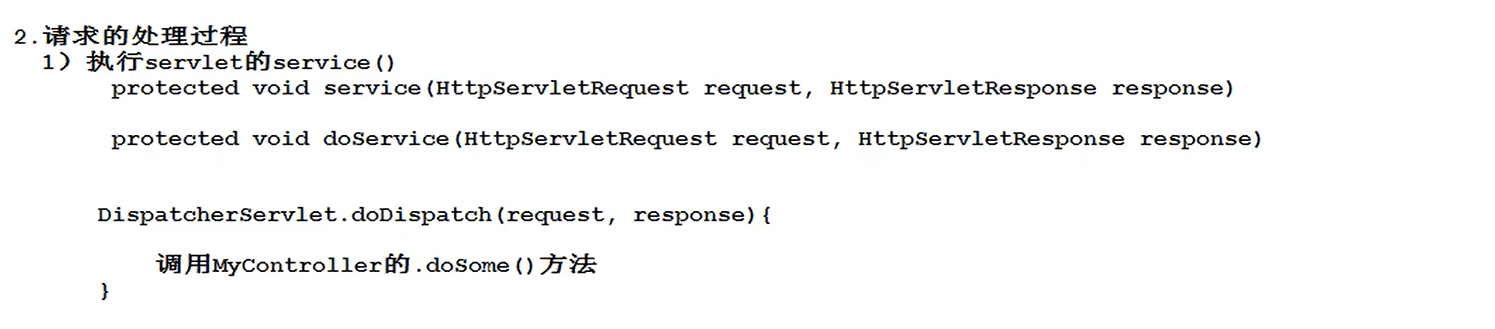 2.请求的处理过程
1）执行servlet的service()
protected void service(HttpServletRequest request, HttpServletResponse response)
protected void doService(HttpServletRequest request, HttpServletResponse response)
DispatcherServlet.doDispatch(request, response){
调用MyController的.doSome()方法
}